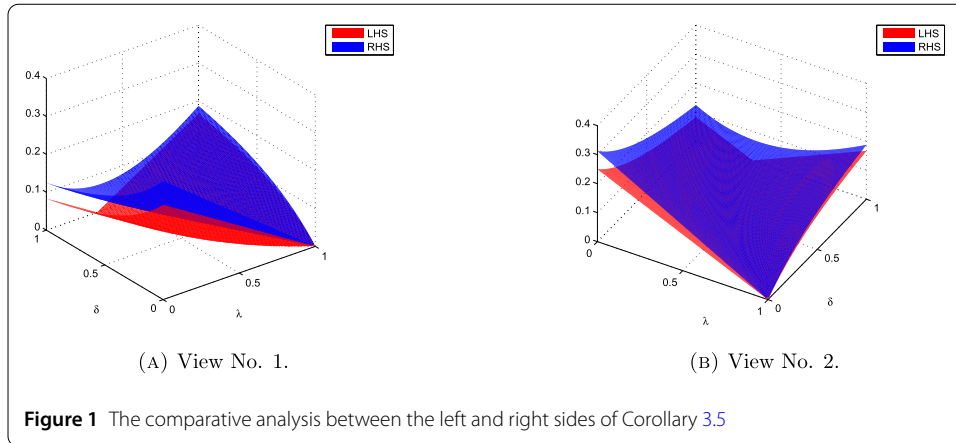 LHS
RHS
0.4
0.3
0.2
0.1
0
1
0.5
0
δ
0
0.5
1
λ
(A) View No. 1.
LHS
RHS
0.4
0.3
0.2
0.1
0
0
0.5
1
λ
0
0.5
1
δ
(B) View No. 2.
Figure 1 The comparative analysis between the left and right sides of Corollary 3.5